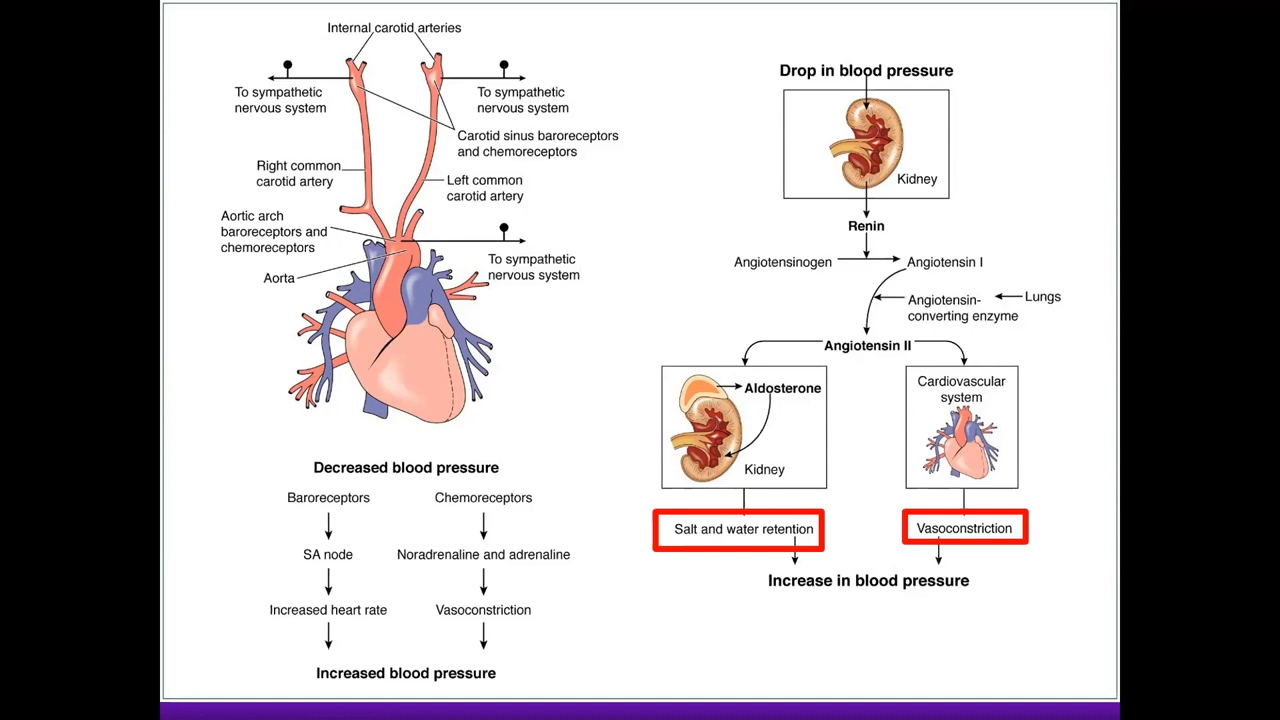 Internal carotid arteries
To sympathetic
nervous system
To sympathetic
nervous system
Carotid sinus baroreceptors
and chemoreceptors
Right common
carotid artery
Left common
carotid artery
Aortic arch
baroreceptors and
chemoreceptors
To sympathetic
nervous system
Aorta
Decreased blood pressure
Baroreceptors
Chemoreceptors
SA node
Noradrenaline and adrenaline
Increased heart rate
Vasoconstriction
Increased blood pressure
Drop in blood pressure
Kidney
Renin
Angiotensinogen
Angiotensin I
Angiotensin-
converting enzyme
Lungs
Angiotensin II
Aldosterone
Kidney
Cardiovascular
system
Salt and water retention
Vasoconstriction
Increase in blood pressure